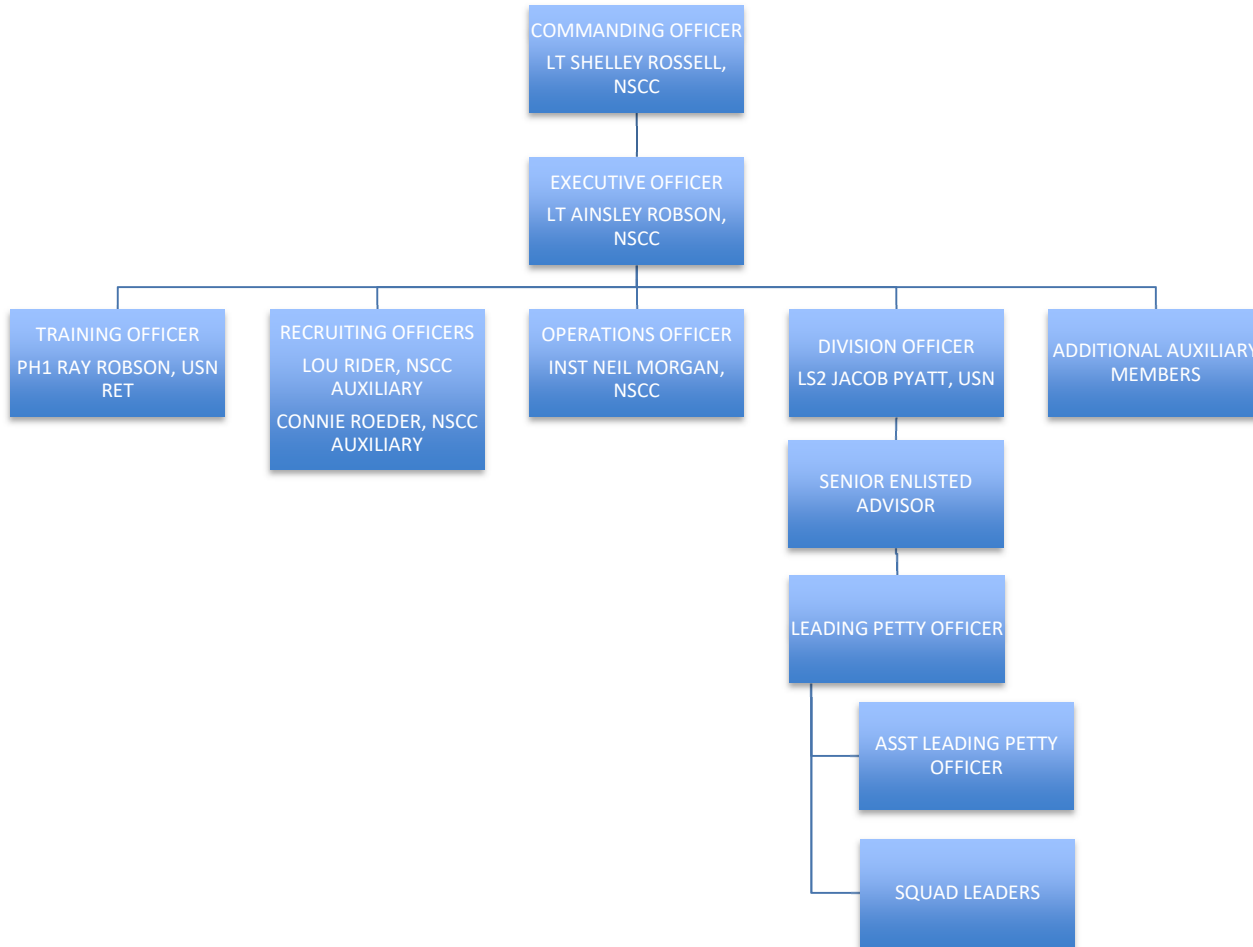 COMMANDING OFFICER
LT SHELLEY ROSSELL,
NSCC
EXECUTIVE OFFICER
LT AINSLEY ROBSON,
NSCC
TRAINING OFFICER
PH1 RAY ROBSON, USN
RET
RECRUITING OFFICERS
LOU RIDER, NSCC
AUXILIARY
CONNIE ROEDER, NSCC
AUXILIARY
OPERATIONS OFFICER
INST NEIL MORGAN,
NSCC
DIVISION OFFICER
LS2 JACOB PYATT, USN
ADDITIONAL AUXILIARY
MEMBERS
SENIOR ENLISTED
ADVISOR
LEADING PETTY OFFICER
ASST LEADING PETTY
OFFICER
SQUAD LEADERS